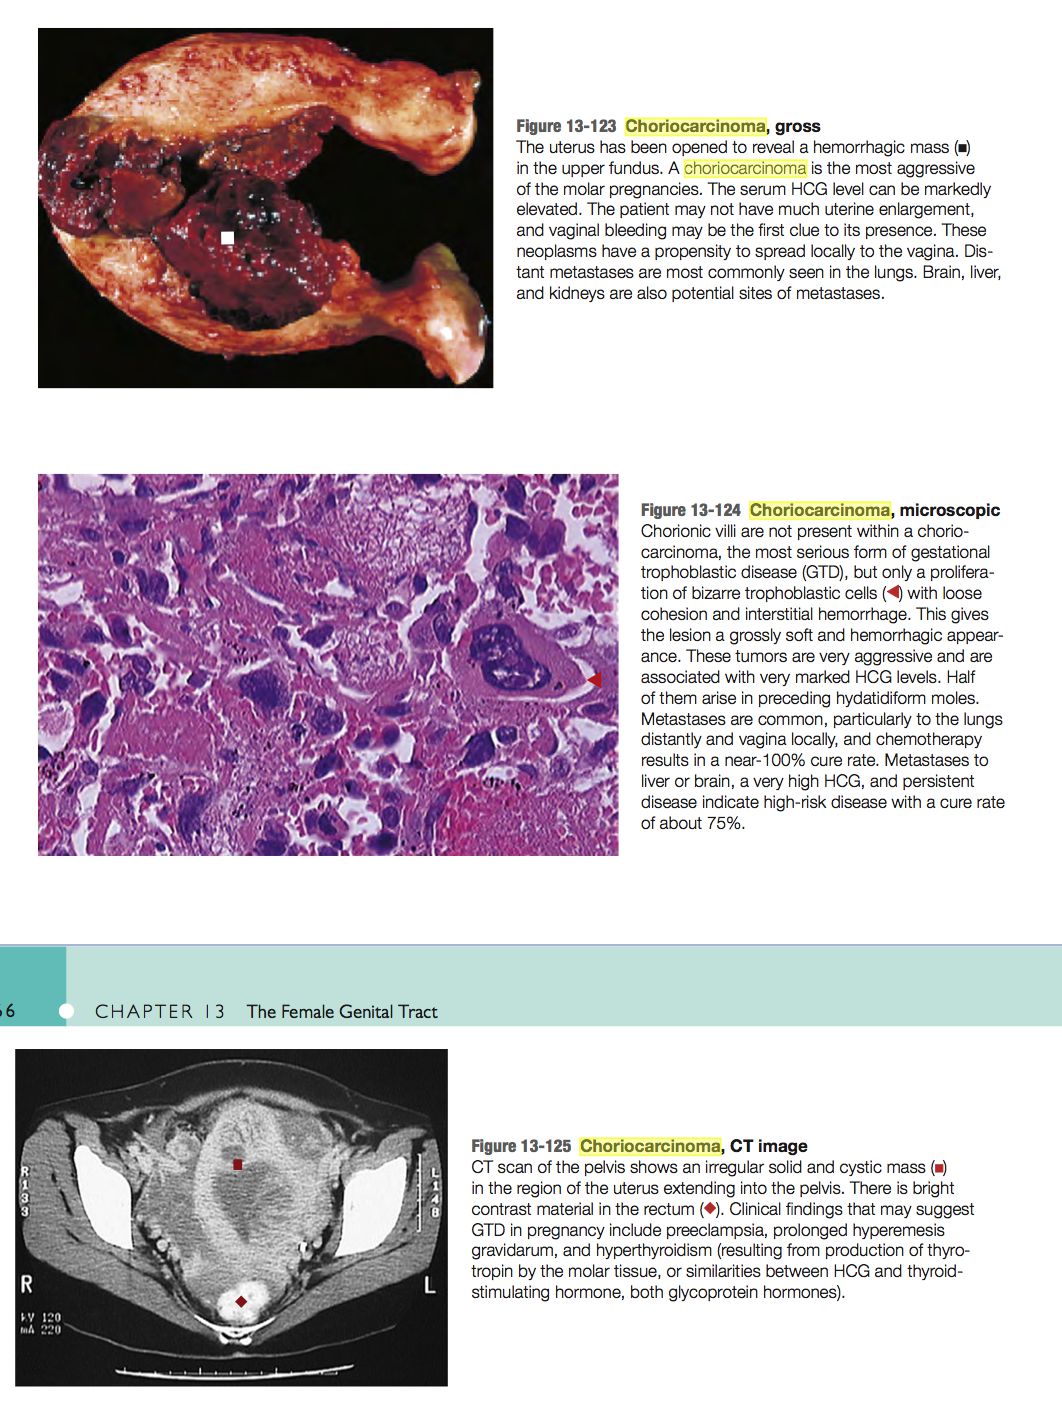 Figure 13-123 Choriocarcinoma, gross
The uterus has been opened to reveal a hemorrhagic mass (■)
in the upper fundus. A choriocarcinoma is the most aggressive
of the molar pregnancies. The serum HCG level can be markedly
elevated. The patient may not have much uterine enlargement,
and vaginal bleeding may be the first clue to its presence. These
neoplasms have a propensity to spread locally to the vagina. Dis-
tant metastases are most commonly seen in the lungs. Brain, liver,
and kidneys are also potential sites of metastases.
Figure 13-124 Choriocarcinoma, microscopic
Chorionic villi are not present within a chorio-
carcinoma, the most serious form of gestational
trophoblastic disease (GTD), but only a prolifera-
tion of bizarre trophoblastic cells (◀) with loose
cohesion and interstitial hemorrhage. This gives
the lesion a grossly soft and hemorrhagic appear-
ance. These tumors are very aggressive and are
associated with very marked HCG levels. Half
of them arise in preceding hydatidiform moles.
Metastases are common, particularly to the lungs
distantly and vagina locally, and chemotherapy
results in a near-100% cure rate. Metastases to
liver or brain, a very high HCG, and persistent
disease indicate high-risk disease with a cure rate
of about 75%.
6 CHAPTER 13 The Female Genital Tract
Figure 13-125 Choriocarcinoma, CT image
CT scan of the pelvis shows an irregular solid and cystic mass (■)
in the region of the uterus extending into the pelvis. There is bright
contrast material in the rectum (◆). Clinical findings that may suggest
GTD in pregnancy include preeclampsia, prolonged hyperemesis
gravidarum, and hyperthyroidism (resulting from production of thyro-
tropin by the molar tissue, or similarities between HCG and thyroid-
stimulating hormone, both glycoprotein hormones).
R133
L148
R
L
kV 120
mA 220